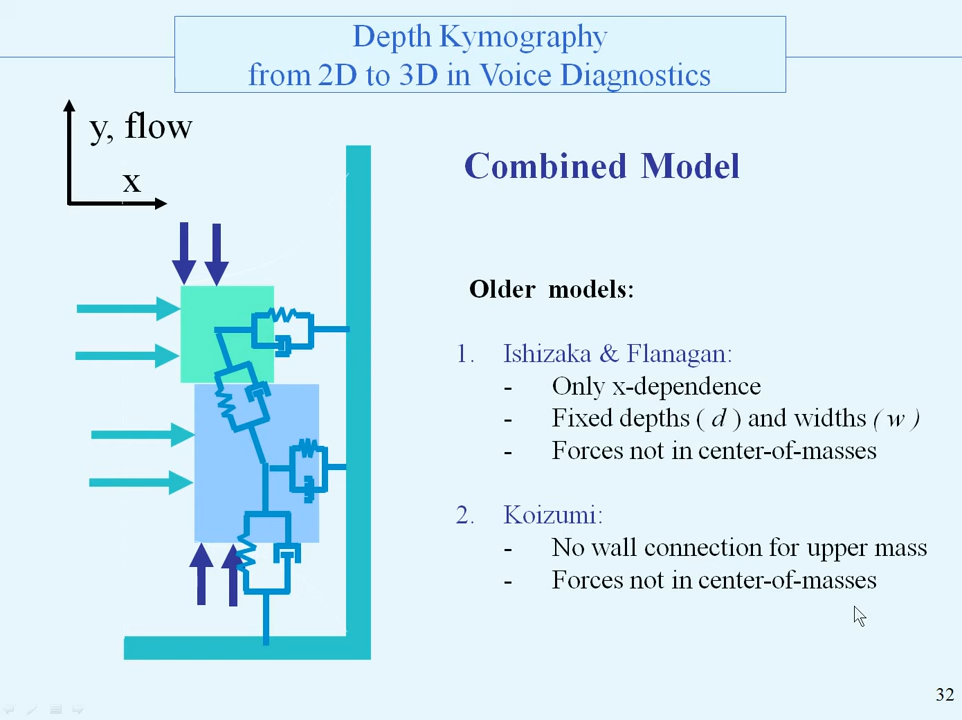 Depth Kymography
from 2D to 3D in Voice Diagnostics
y, flow
x
Combined Model
Older models:
1. Ishizaka & Flanagan:
- Only x-dependence
- Fixed depths ( d ) and widths ( w )
- Forces not in center-of-masses
2. Koizumi:
- No wall connection for upper mass
- Forces not in center-of-masses
32